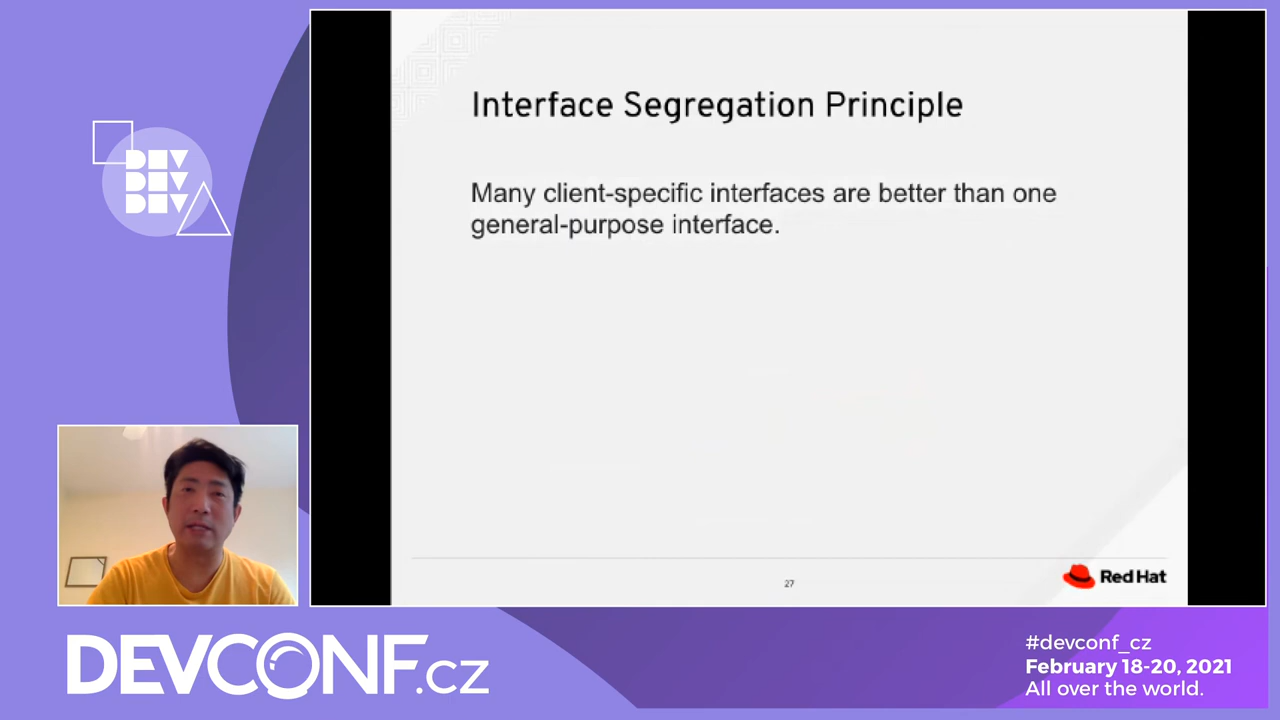 DEV
DEV
DEV
Interface Segregation Principle
Many client-specific interfaces are better than one
general-purpose interface.
27
Red Hat
DEVCONF.cz
#devconf_cz
February 18-20, 2021
All over the world.